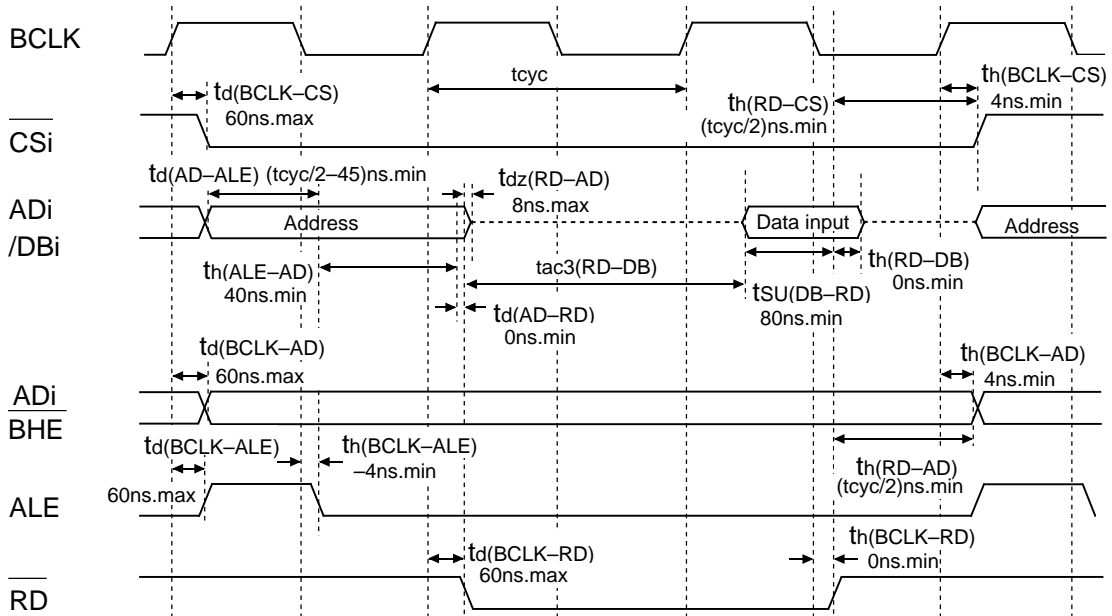 BCLK
tcyc
td(BCLK–CS)
60ns.max
th(RD–CS)
(tcyc/2)ns.min
th(BCLK–CS)
4ns.min
CSi
td(AD–ALE) (tcyc/2–45)ns.min
tdz(RD–AD)
8ns.max
ADi
/DBi
Address
Data input
Address
th(ALE–AD)
40ns.min
tac3(RD–DB)
th(RD–DB)
0ns.min
tSU(DB–RD)
80ns.min
td(AD–RD)
0ns.min
td(BCLK–AD)
60ns.max
th(BCLK–AD)
4ns.min
ADi
BHE
td(BCLK–ALE)
60ns.max
th(BCLK–ALE)
–4ns.min
th(RD–AD)
(tcyc/2)ns.min
ALE
td(BCLK–RD)
60ns.max
th(BCLK–RD)
0ns.min
RD